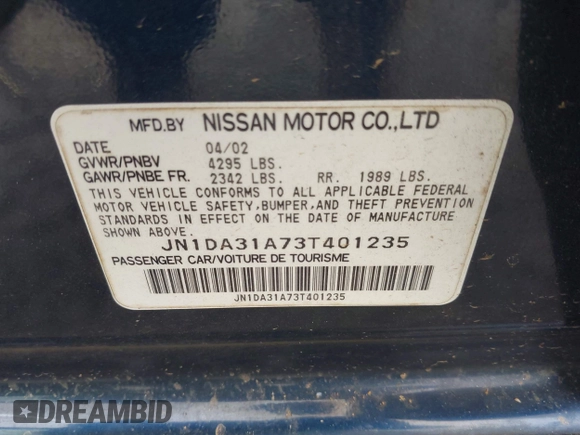 MFD.BY NISSAN MOTOR CO.,LTD
DATE 04/02
GVWR/PNBV 4295 LBS.
GAWR/PNBE FR. 2342 LBS. RR. 1989 LBS.
THIS VEHICLE CONFORMS TO ALL APPLICABLE FEDERAL
MOTOR VEHICLE SAFETY,BUMPER,AND THEFT PREVENTION
STANDARDS IN EFFECT ON THE DATE OF MANUFACTURE
SHOWN ABOVE.
JN1DA31A73T401235
PASSENGER CAR/VOITURE DE TOURISME
JN1DA31A73T401235
DREAMBID